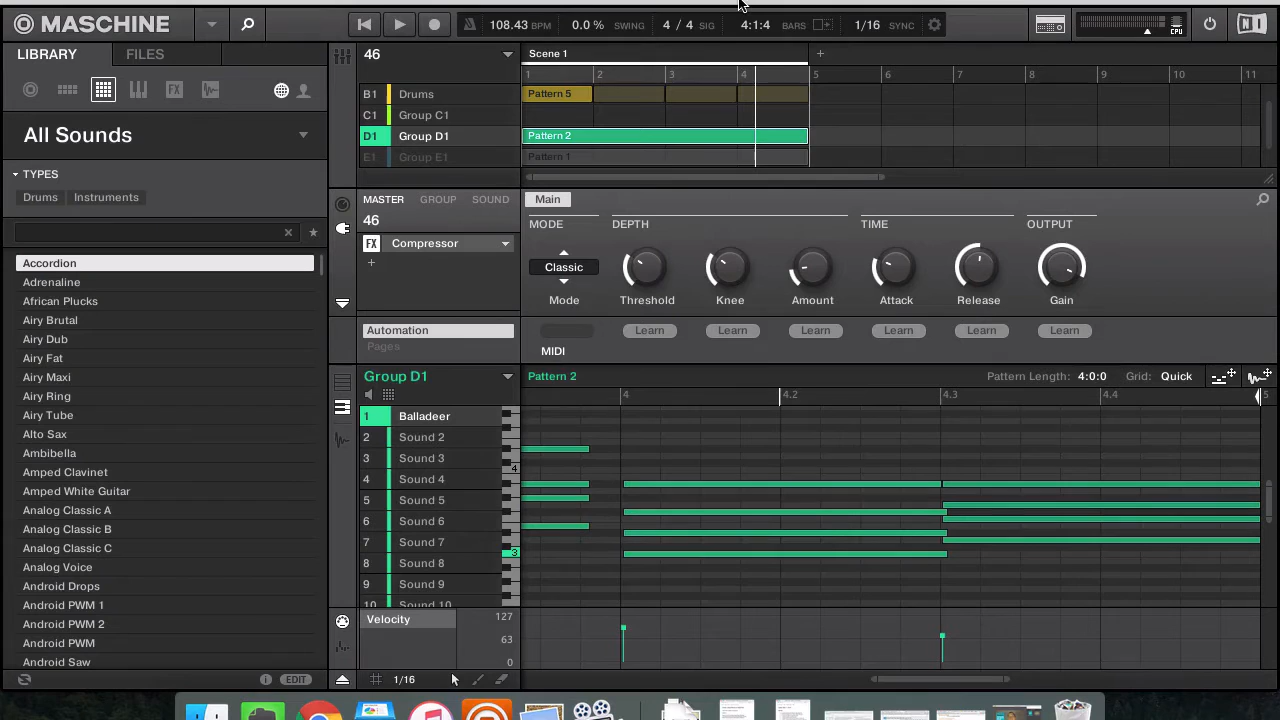 MASCHINE
108.43 BPM 0.0 % SWING 4 / 4 SIG 4:1:4 BARS 1/16 SYNC
CPU
LIBRARY FILES
FX
All Sounds
TYPES
Drums Instruments
Accordion
Adrenaline
African Plucks
Airy Brutal
Airy Dub
Airy Fat
Airy Maxi
Airy Ring
Airy Tube
Alto Sax
Ambibella
Amped Clavinet
Amped White Guitar
Analog Classic A
Analog Classic B
Analog Classic C
Analog Voice
Android Drops
Android PWM 1
Android PWM 2
Android PWM
Android Saw
EDIT
46 Scene 1
1 2 3 4 5 6 7 8 9 10 11
B1 Drums Pattern 5
C1 Group C1
D1 Group D1 Pattern 2
E1 Group E1 Pattern 1
MASTER GROUP SOUND Main
46
FX Compressor
MODE DEPTH TIME OUTPUT
Classic
Mode Threshold Knee Amount Attack Release Gain
Automation
Pages
Learn Learn Learn Learn Learn Learn
MIDI
Group D1 Pattern 2 Pattern Length: 4:0:0 Grid: Quick
4 4.2 4.3 4.4 5
1 Balladeer
2 Sound 2
3 Sound 3
4
4 Sound 4
5 Sound 5
6 Sound 6
7 Sound 7
3
8 Sound 8
9 Sound 9
10 Sound 10
Velocity 127
63
0
1/16